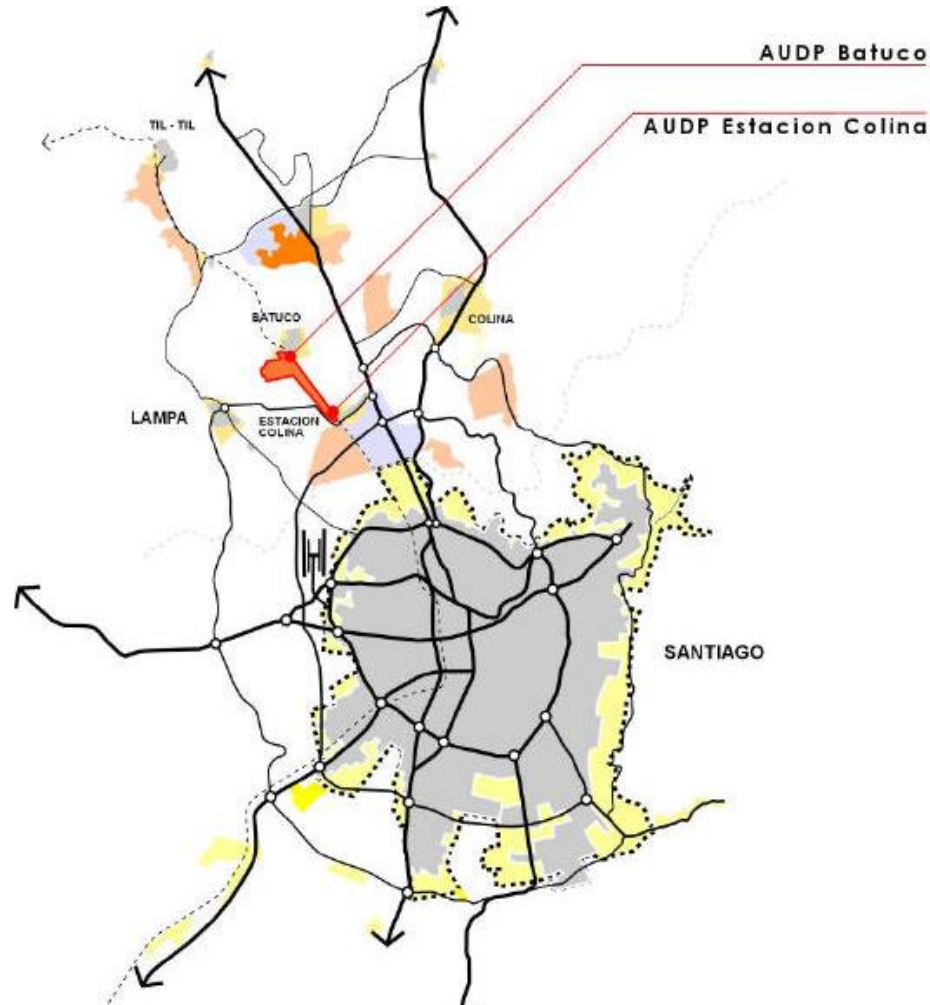 AUDP Batuco
AUDP Estacion Colina
TIL - TIL
BATUCO
COLINA
LAMPA
ESTACION
COLINA
SANTIAGO